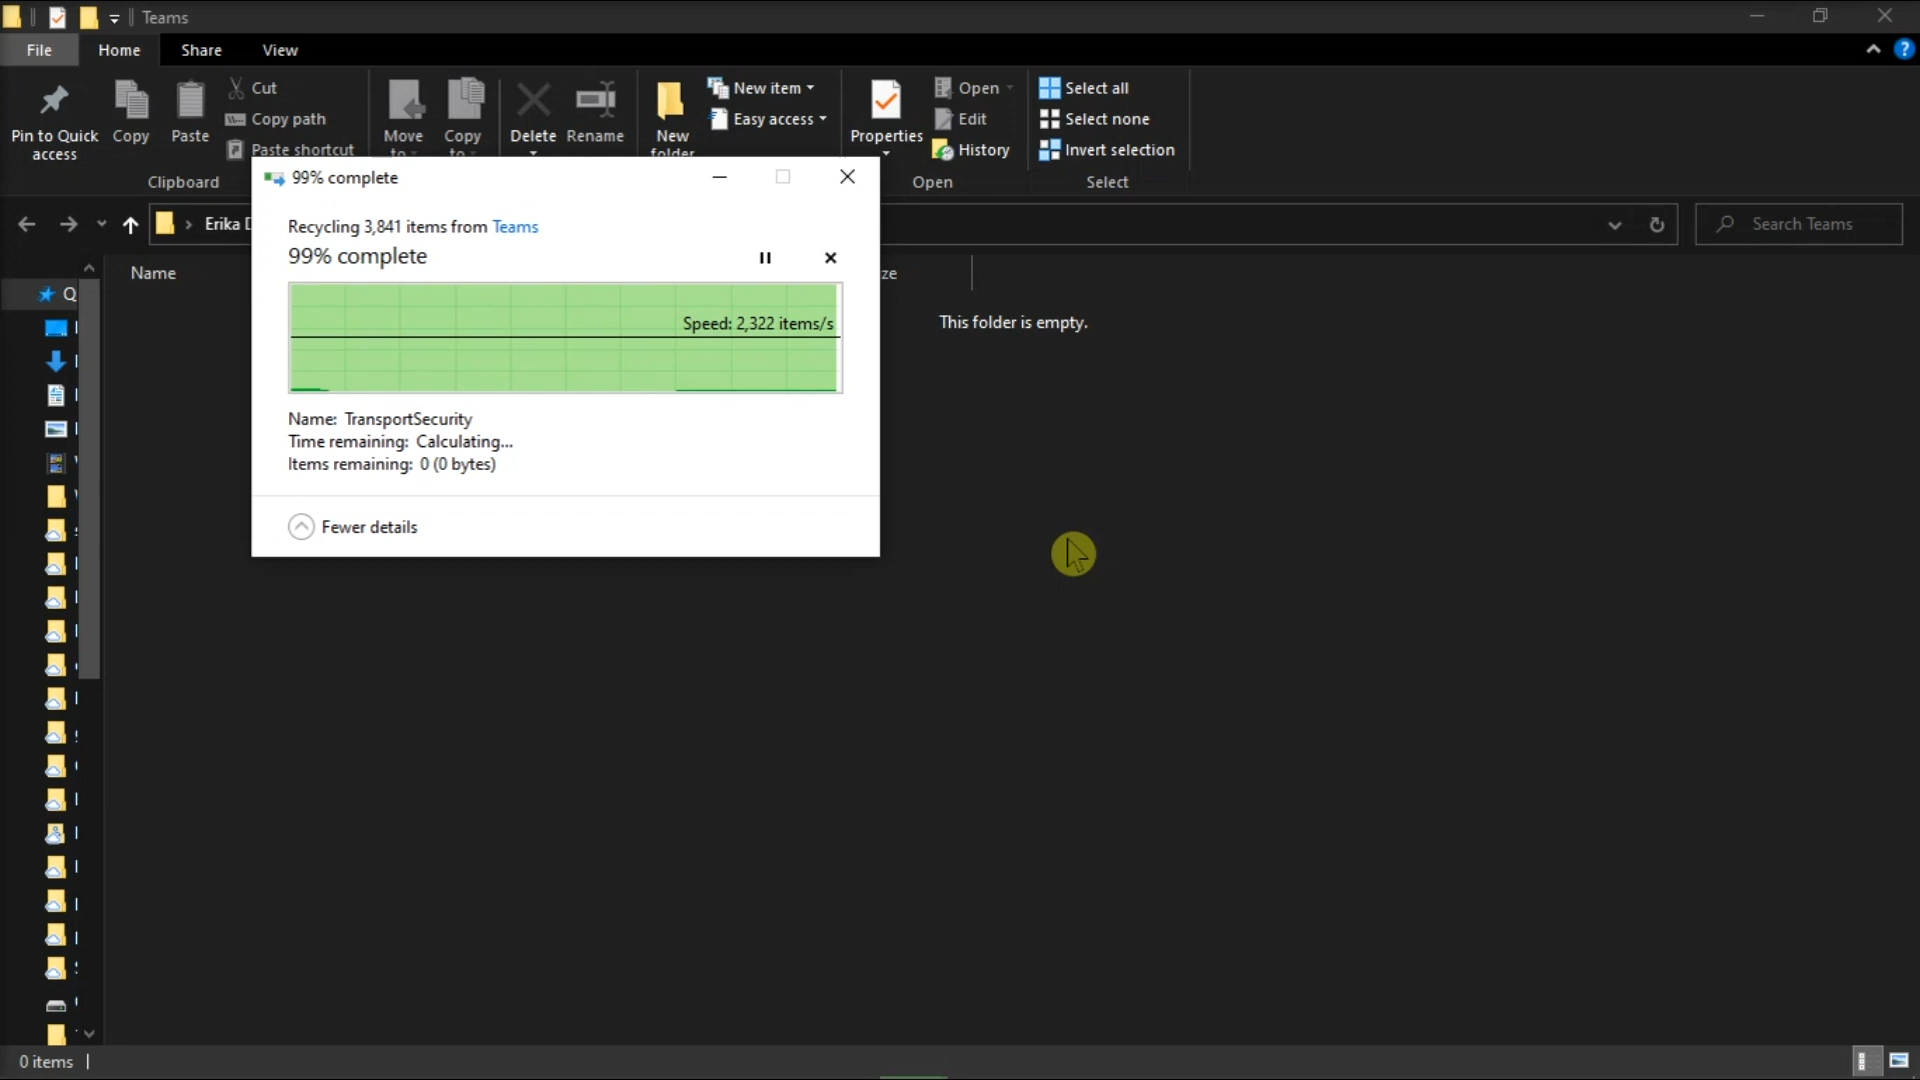 Teams
File Home Share View
Pin to Quick access
Copy
Paste
Cut
Copy path
Paste shortcut
Clipboard
Move to
Copy to
Delete
Rename
New folder
New item
Easy access
Properties
Open
Edit
History
Open
Select all
Select none
Invert selection
Select
Erika
Search Teams
99% complete
Recycling 3,841 items from Teams
99% complete
Speed: 2,322 items/s
Name: TransportSecurity
Time remaining: Calculating...
Items remaining: 0 (0 bytes)
Fewer details
Name
This folder is empty.
0 items